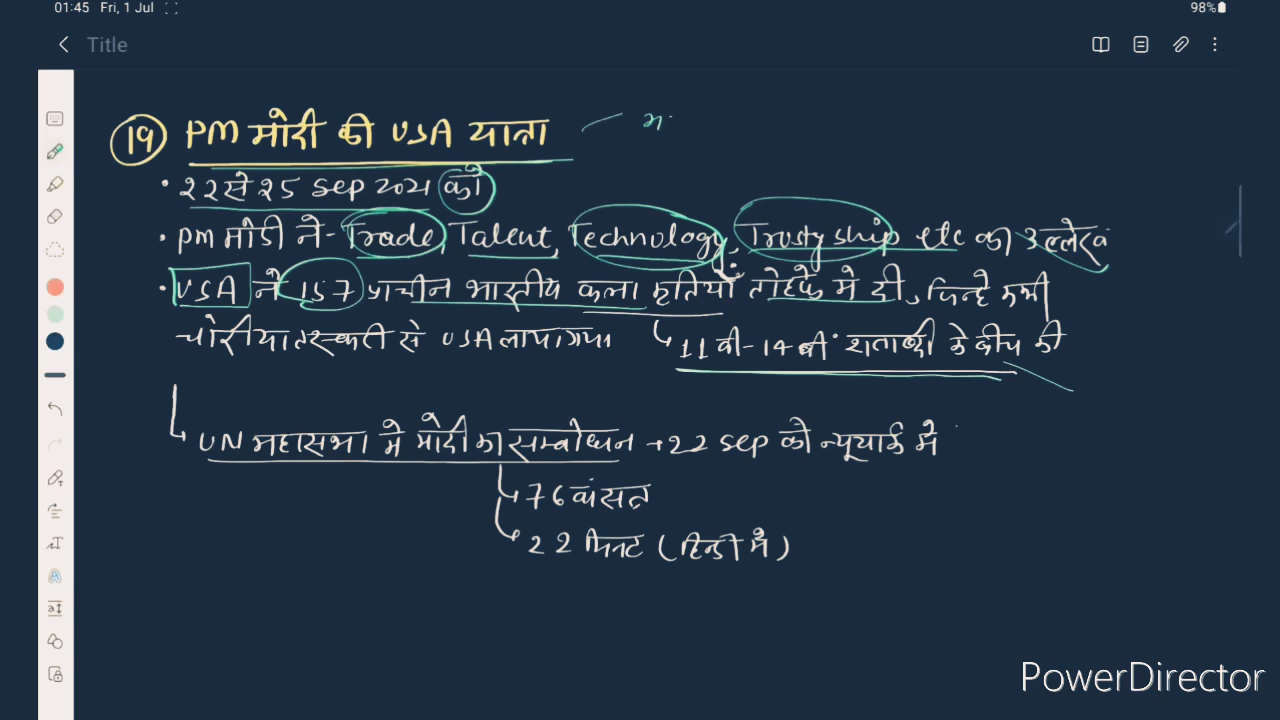 01:45 Fri, 1 Jul
98%
Title
19 PM मोदी की USA यात्रा
• 22 से 25 Sep 2021 को
• PM मोदी ने - Trade, Talent, Technology, Trustyship etc का उल्लेख
• USA ने 157 प्राचीन भारतीय कला कृतियाँ तोहफे मे दी, जिन्हे कभी
चोरी या तस्करी से USA लाया गया
11 वी - 14 वी शताब्दी के बीच की
UN महासभा मे मोदी का सम्बोधन → 22 Sep को न्यूयार्क मे
76 वां सत्र
22 मिनट (हिन्दी मे)
PowerDirector